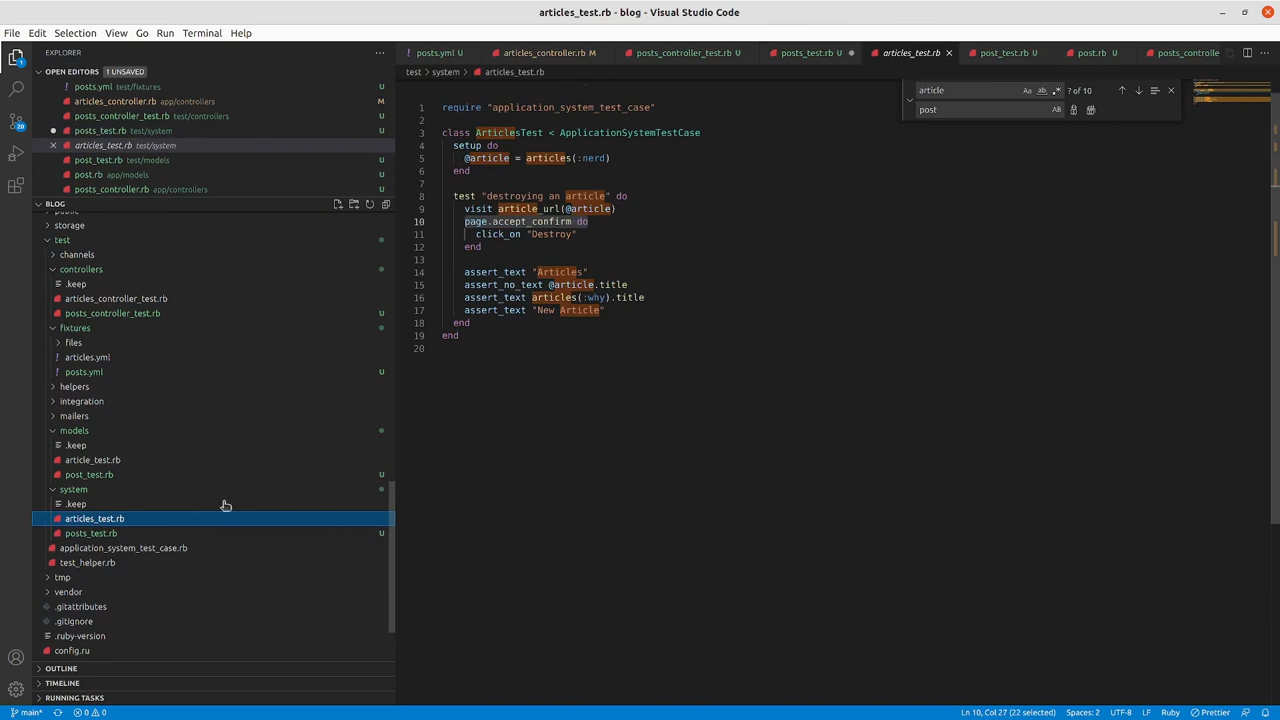 articles_test.rb - blog - Visual Studio Code
File Edit Selection View Go Run Terminal Help
EXPLORER
OPEN EDITORS 1 UNSAVED
posts.yml test/fixtures
articles_controller.rb app/controllers M
posts_controller_test.rb test/controllers
posts_test.rb test/system
articles_test.rb test/system
post_test.rb test/models
post.rb app/models
posts_controller.rb app/controllers
BLOG
public
storage
test
channels
controllers
.keep
articles_controller_test.rb
posts_controller_test.rb U
fixtures
files
articles.yml
posts.yml U
helpers
integration
mailers
models
.keep
article_test.rb
post_test.rb U
system
.keep
articles_test.rb
posts_test.rb U
application_system_test_case.rb
test_helper.rb
tmp
vendor
.gitattributes
.gitignore
.ruby-version
config.ru
OUTLINE
TIMELINE
RUNNING TASKS
1
28
posts.yml U articles_controller.rb M posts_controller_test.rb U posts_test.rb U articles_test.rb post_test.rb U post.rb U posts_controlle
test > system > articles_test.rb
article Aa ab .* ? of 10
post AB
1 require "application_system_test_case"
2
3 class ArticlesTest < ApplicationSystemTestCase
4 setup do
5 @article = articles(:nerd)
6 end
7
8 test "destroying an article" do
9 visit article_url(@article)
10 page.accept_confirm do
11 click_on "Destroy"
12 end
13
14 assert_text "Articles"
15 assert_no_text @article.title
16 assert_text articles(:why).title
17 assert_text "New Article"
18 end
19 end
20
main* 0 0 Ln 10, Col 27 (22 selected) Spaces: 2 UTF-8 LF Ruby Prettier